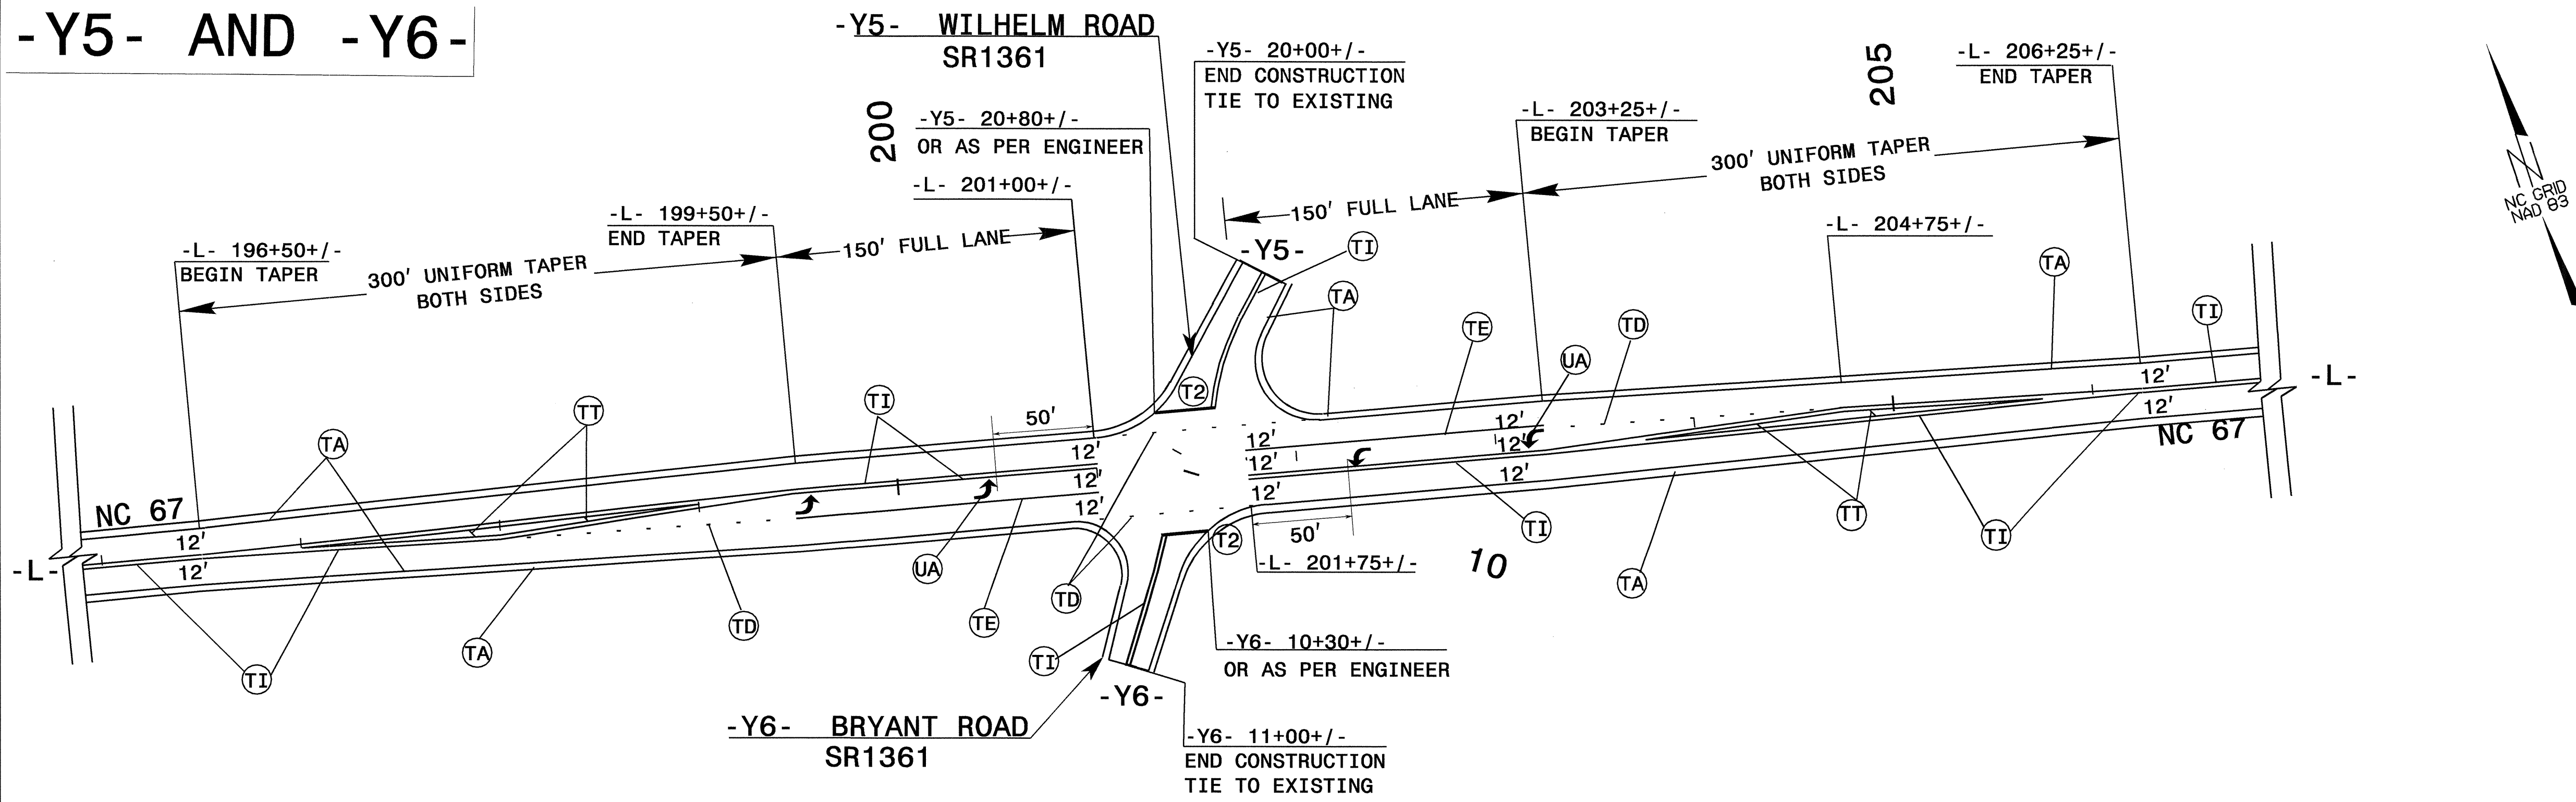 -Y5- AND -Y6-
-Y5- WILHELM ROAD
SR1361
-Y5- 20+00+/-
END CONSTRUCTION
TIE TO EXISTING
205
-L- 206+25+/-
END TAPER
200
-Y5- 20+80+/-
OR AS PER ENGINEER
-L- 203+25+/-
BEGIN TAPER
300' UNIFORM TAPER
BOTH SIDES
-L- 201+00+/-
150' FULL LANE
N
NC GRID
NAD 83
-L- 199+50+/-
END TAPER
150' FULL LANE
-L- 204+75+/-
-L- 196+50+/-
BEGIN TAPER
300' UNIFORM TAPER
BOTH SIDES
-Y5-
TI
TA
TA
TI
TE
TD
UA
T2
TT
TI
TA
50'
12'
12'
12'
12'
12'
12'
12'
12'
12'
12'
12'
12'
-L-
NC 67
NC 67
12'
12'
-L-
50'
T2
-L- 201+75+/-
10
TI
TT
TI
TA
UA
TD
TE
TD
TA
TI
TI
-Y6- 10+30+/-
OR AS PER ENGINEER
-Y6-
-Y6- BRYANT ROAD
SR1361
-Y6- 11+00+/-
END CONSTRUCTION
TIE TO EXISTING